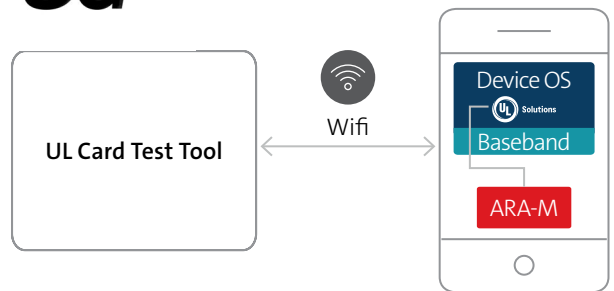 UL Card Test Tool
Wifi
Device OS
UL Solutions
Baseband
ARA-M